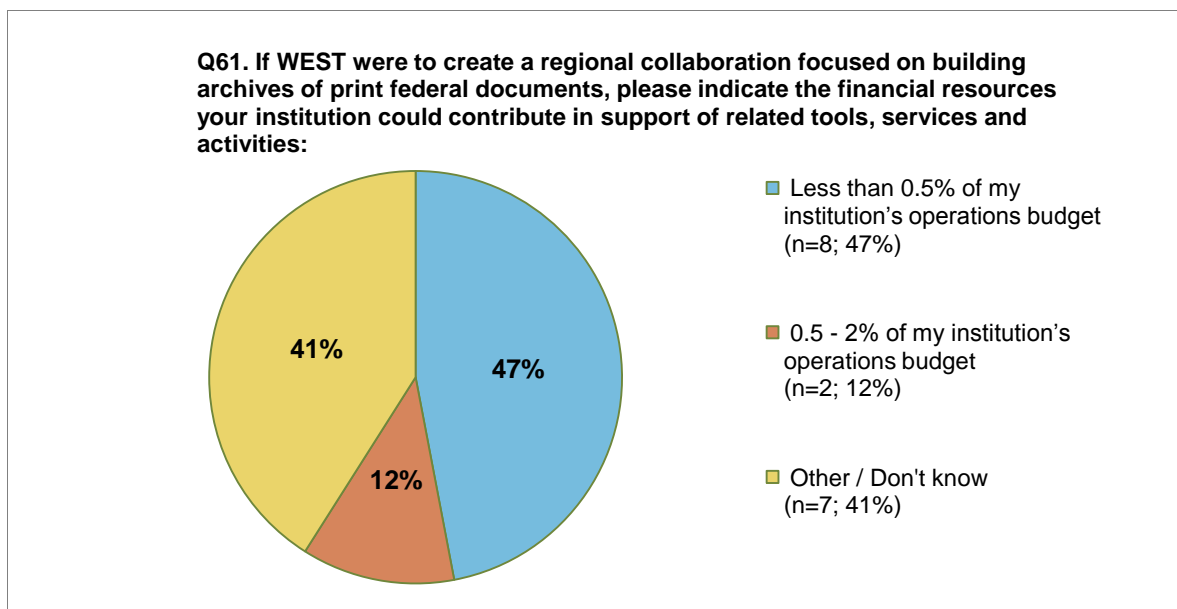 Q61. If WEST were to create a regional collaboration focused on building
archives of print federal documents, please indicate the financial resources
your institution could contribute in support of related tools, services and
activities:
Less than 0.5% of my
institution’s operations budget
(n=8; 47%)
41%
47%
0.5 - 2% of my institution’s
operations budget
(n=2; 12%)
12%
Other / Don't know
(n=7; 41%)